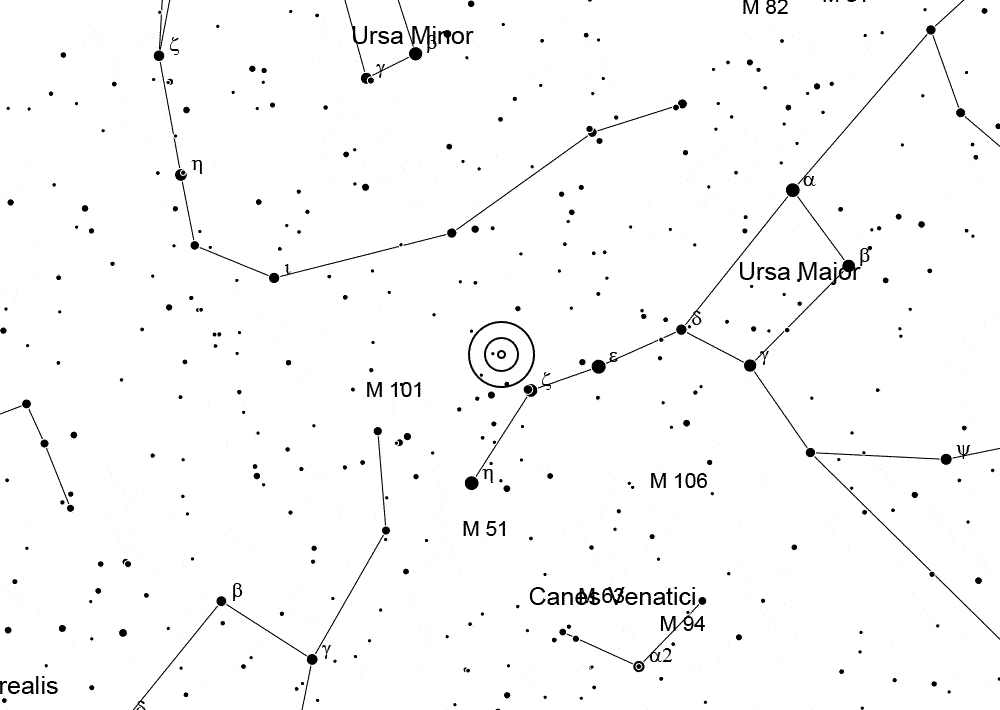 M 82
ζ
Ursa Minor
β
γ
η
α
β
Ursa Major
ι
δ
ε
γ
ζ
M 101
ψ
η
M 106
M 51
β
Canes Venatici
M 63
M 94
γ
α2
realis
δ